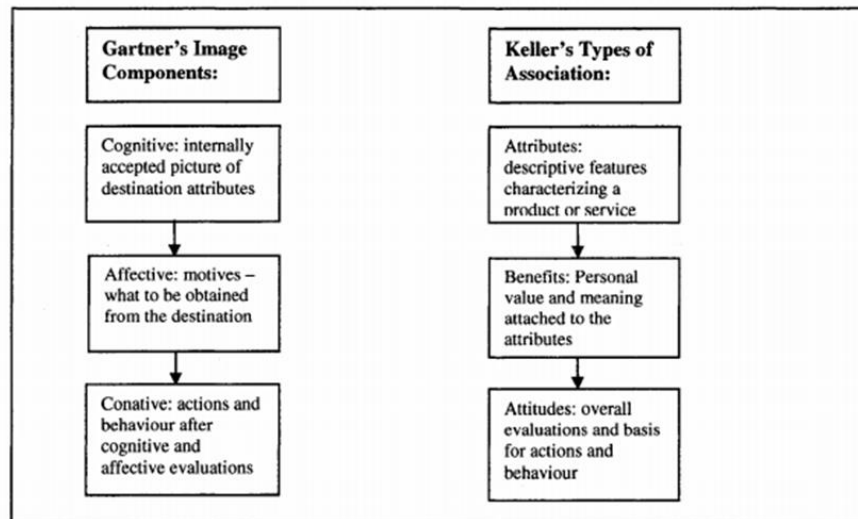 Gartner's Image
Components:
Cognitive: internally
accepted picture of
destination attributes
Affective: motives –
what to be obtained
from the destination
Conative: actions and
behaviour after
cognitive and
affective evaluations
Keller's Types of
Association:
Attributes:
descriptive features
characterizing a
product or service
Benefits: Personal
value and meaning
attached to the
attributes
Attitudes: overall
evaluations and basis
for actions and
behaviour